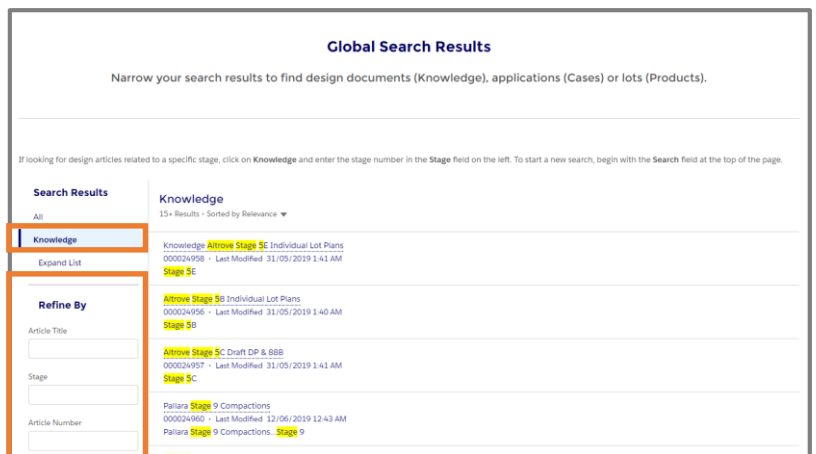 Global Search Results
Narrow your search results to find design documents (Knowledge), applications (Cases) or lots (Products).
If looking for design articles related to a specific stage, click on Knowledge and enter the stage number in the Stage field on the left. To start a new search, begin with the Search field at the top of the page.
Search Results
All
Knowledge
Expand List
Refine By
Article Title
Stage
Article Number
Knowledge
15+ Results - Sorted by Relevance
Knowledge Altrove Stage 5E Individual Lot Plans
000024958 - Last Modified 31/05/2019 1:41 AM
Stage 5E
Altrove Stage 5B Individual Lot Plans
000024956 - Last Modified 31/05/2019 1:40 AM
Stage 5B
Altrove Stage 5C Draft DP & 88B
000024957 - Last Modified 31/05/2019 1:41 AM
Stage 5C
Pallara Stage 9 Compactions
000024960 - Last Modified 12/06/2019 12:43 AM
Pallara Stage 9 Compactions...Stage 9